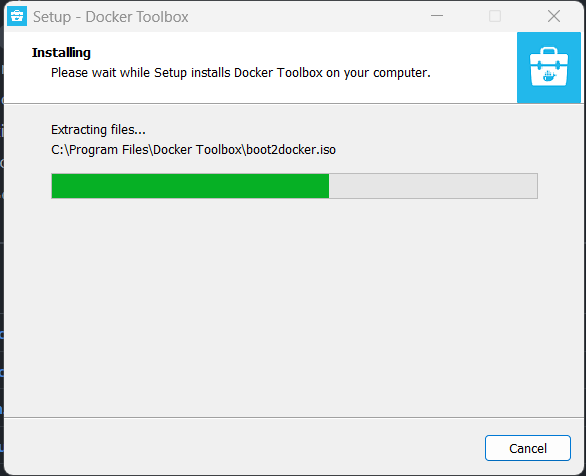 Setup - Docker Toolbox
Installing
Please wait while Setup installs Docker Toolbox on your computer.
Extracting files...
C:\Program Files\Docker Toolbox\boot2docker.iso
Cancel